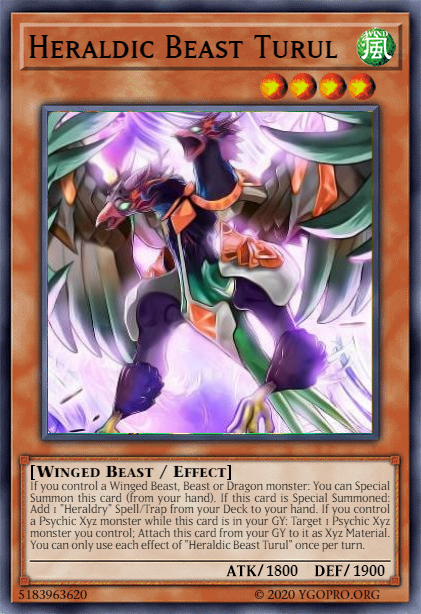 Heraldic Beast Turul
WIND
風
[Winged Beast / Effect]
If you control a Winged Beast, Beast or Dragon monster: You can Special
Summon this card (from your hand). If this card is Special Summoned:
Add 1 "Heraldry" Spell/Trap from your Deck to your hand. If you control
a Psychic Xyz monster while this card is in your GY: Target 1 Psychic Xyz
monster you control; Attach this card from your GY to it as Xyz Material.
You can only use each effect of "Heraldic Beast Turul" once per turn.
ATK/1800 DEF/1900
5183963620
© 2020 YGOPRO.ORG